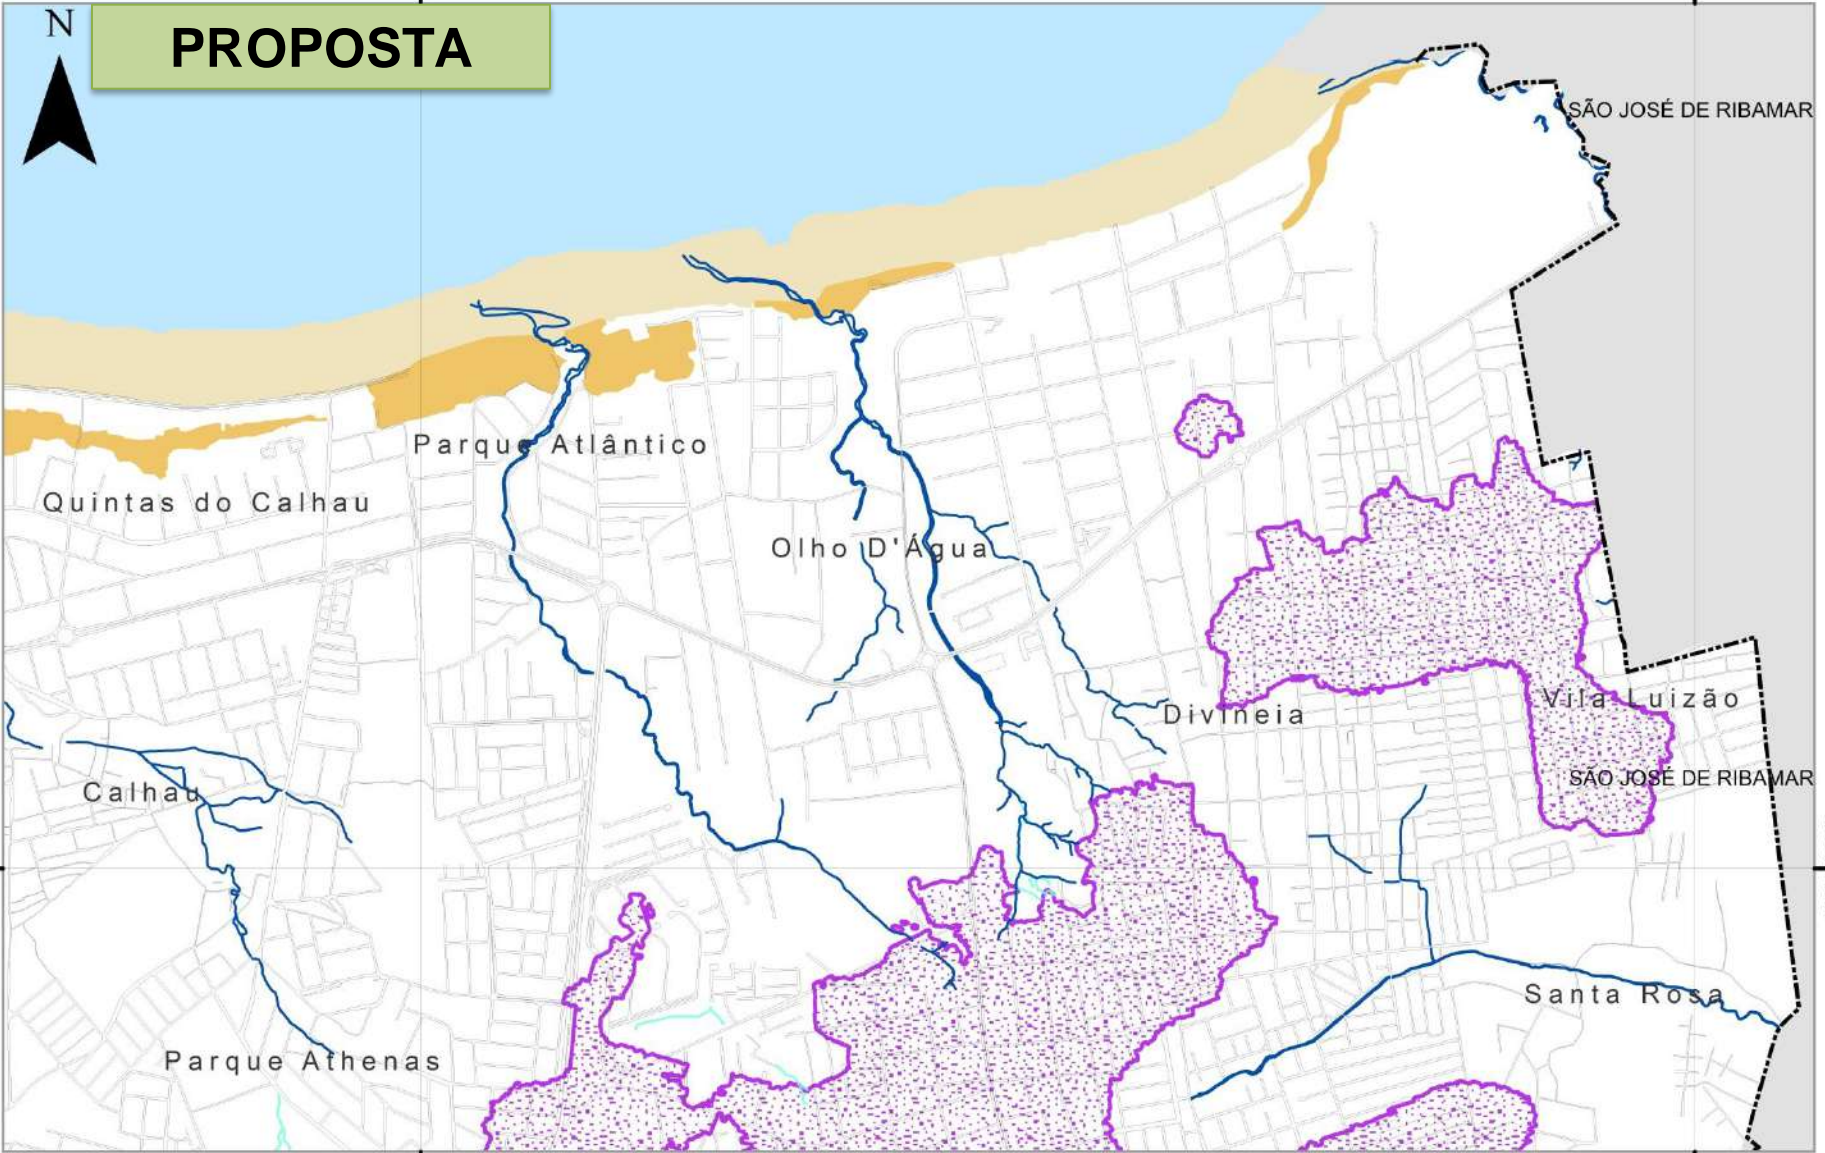 N
PROPOSTA
SÃO JOSÉ DE RIBAMAR
Parque Atlântico
Quintas do Calhau
Olho D'Água
Vila Luizão
Divineia
SÃO JOSÉ DE RIBAMAR
Calhau
Santa Rosa
Parque Athenas